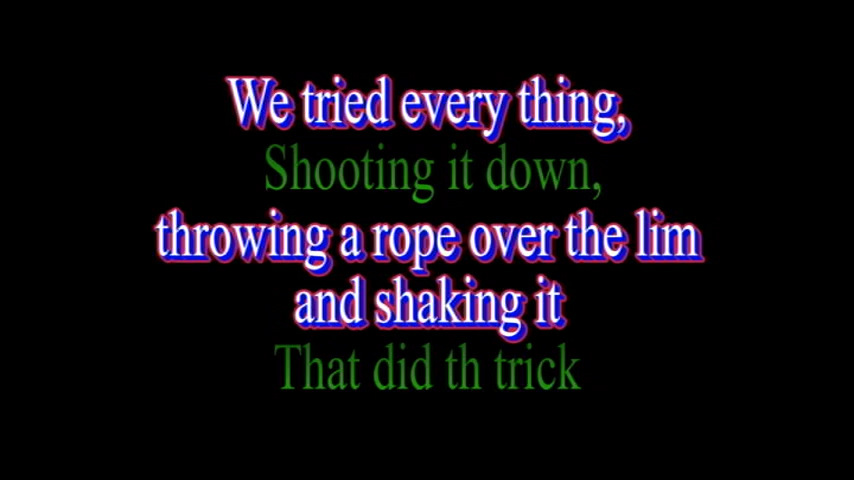 We tried every thing,
Shooting it down,
throwing a rope over the lim
and shaking it
That did th trick